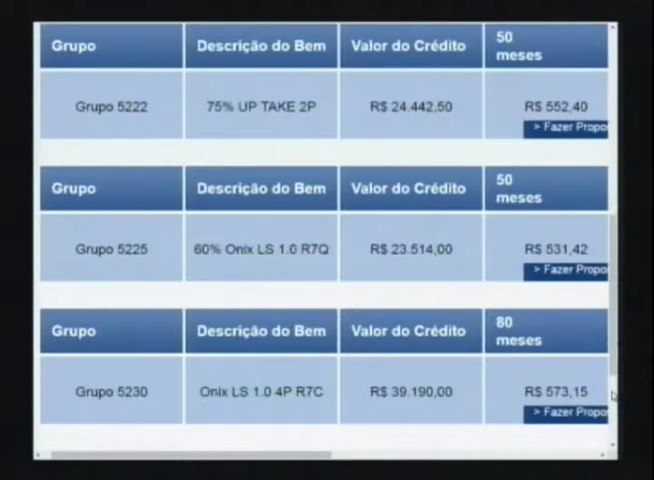 Grupo Descrição do Bem Valor do Crédito 50 meses
Grupo 5222 75% UP TAKE 2P R$ 24.442,50 R$ 552,40
> Fazer Propo
Grupo Descrição do Bem Valor do Crédito 50 meses
Grupo 5225 60% Onix LS 1.0 R7Q R$ 23.514,00 R$ 531,42
> Fazer Propo
Grupo Descrição do Bem Valor do Crédito 80 meses
Grupo 5230 Onix LS 1.0 4P R7C R$ 39.190,00 R$ 573,15
> Fazer Propo